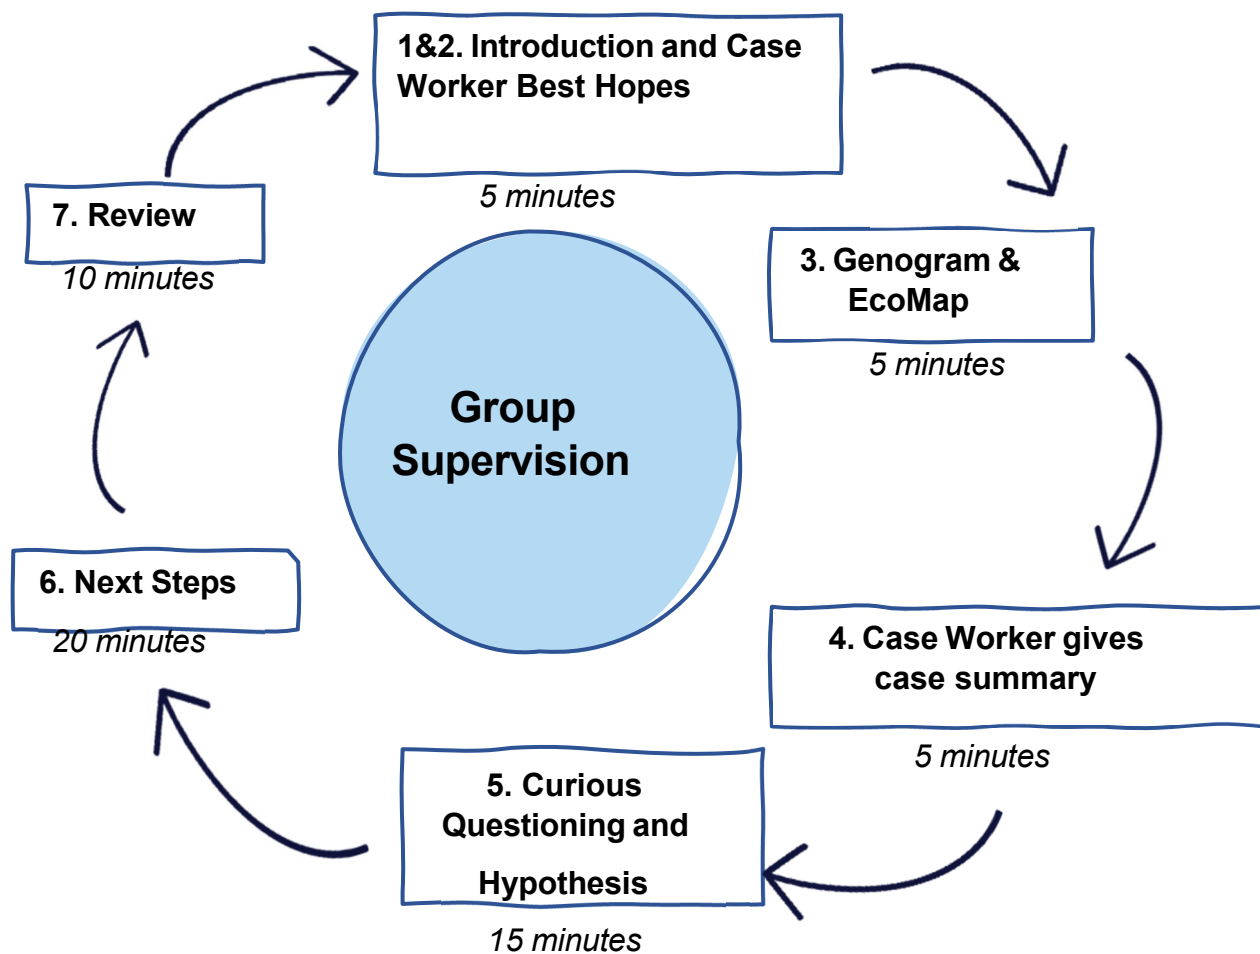 1&2. Introduction and Case
Worker Best Hopes
5 minutes
3. Genogram &
EcoMap
5 minutes
4. Case Worker gives
case summary
5 minutes
5. Curious
Questioning and
Hypothesis
15 minutes
6. Next Steps
20 minutes
7. Review
10 minutes
Group
Supervision